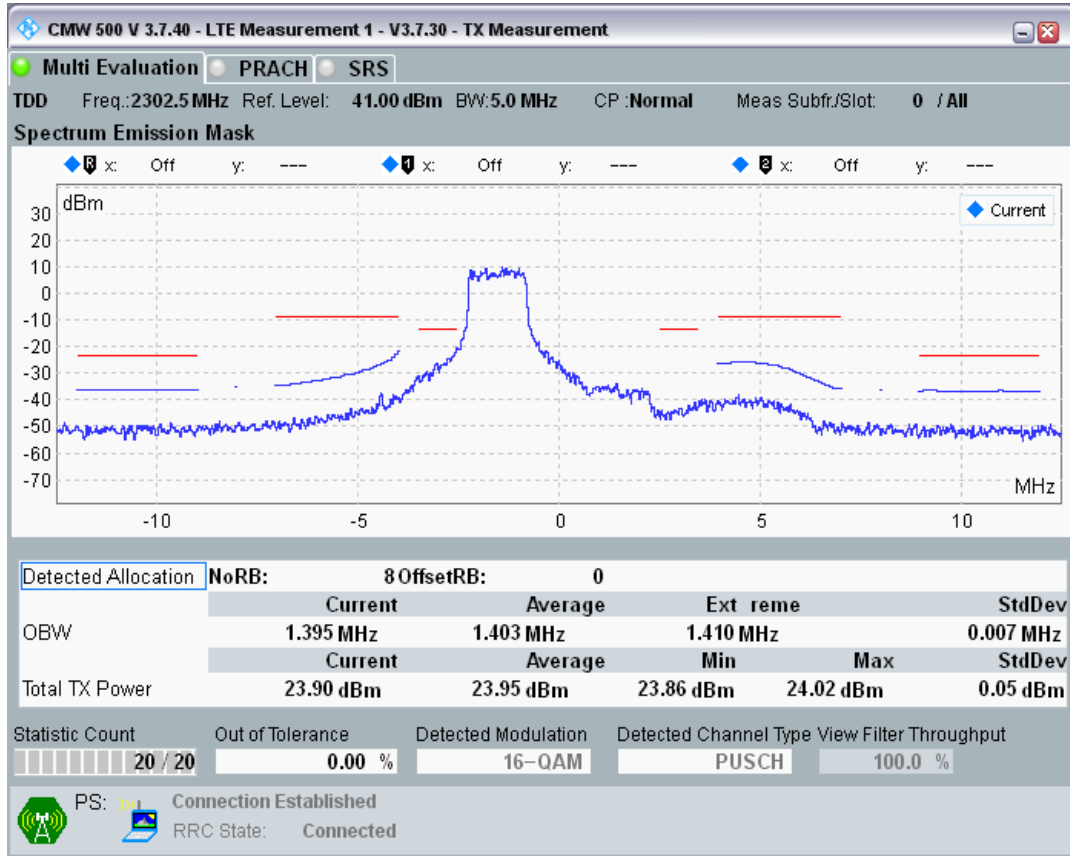 CMW 500 V 3.7.40 - LTE Measurement 1 - V3.7.30 - TX Measurement
Multi Evaluation PRACH SRS
TDD Freq.:2302.5 MHz Ref. Level: 41.00 dBm BW:5.0 MHz CP :Normal Meas Subfr./Slot: 0 / All
Spectrum Emission Mask
R x: Off y: --- 1 x: Off y: --- 2 x: Off y: ---
dBm
Current
30
20
10
0
-10
-20
-30
-40
-50
-60
-70
MHz
-10 -5 0 5 10
Detected Allocation NoRB: 8 OffsetRB: 0
Current Average Ext reme StdDev
OBW 1.395 MHz 1.403 MHz 1.410 MHz 0.007 MHz
Current Average Min Max StdDev
Total TX Power 23.90 dBm 23.95 dBm 23.86 dBm 24.02 dBm 0.05 dBm
Statistic Count Out of Tolerance Detected Modulation Detected Channel Type View Filter Throughput
20 / 20 0.00 % 16-QAM PUSCH 100.0 %
PS: Connection Established
RRC State: Connected